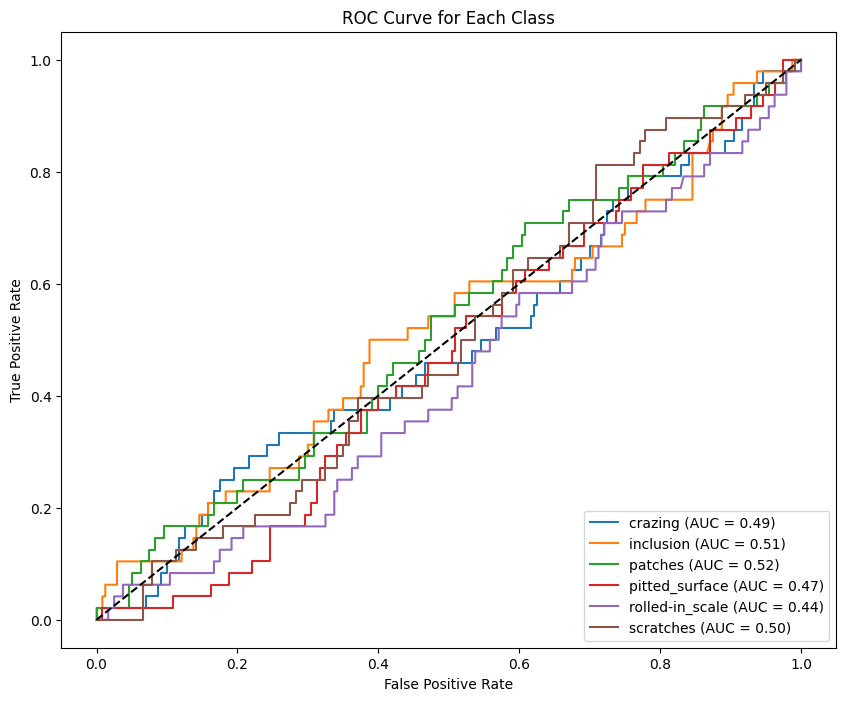 ROC Curve for Each Class
True Positive Rate
1.0
0.8
0.6
0.4
0.2
0.0
0.0 0.2 0.4 0.6 0.8 1.0
False Positive Rate
crazing (AUC = 0.49)
inclusion (AUC = 0.51)
patches (AUC = 0.52)
pitted_surface (AUC = 0.47)
rolled-in_scale (AUC = 0.44)
scratches (AUC = 0.50)